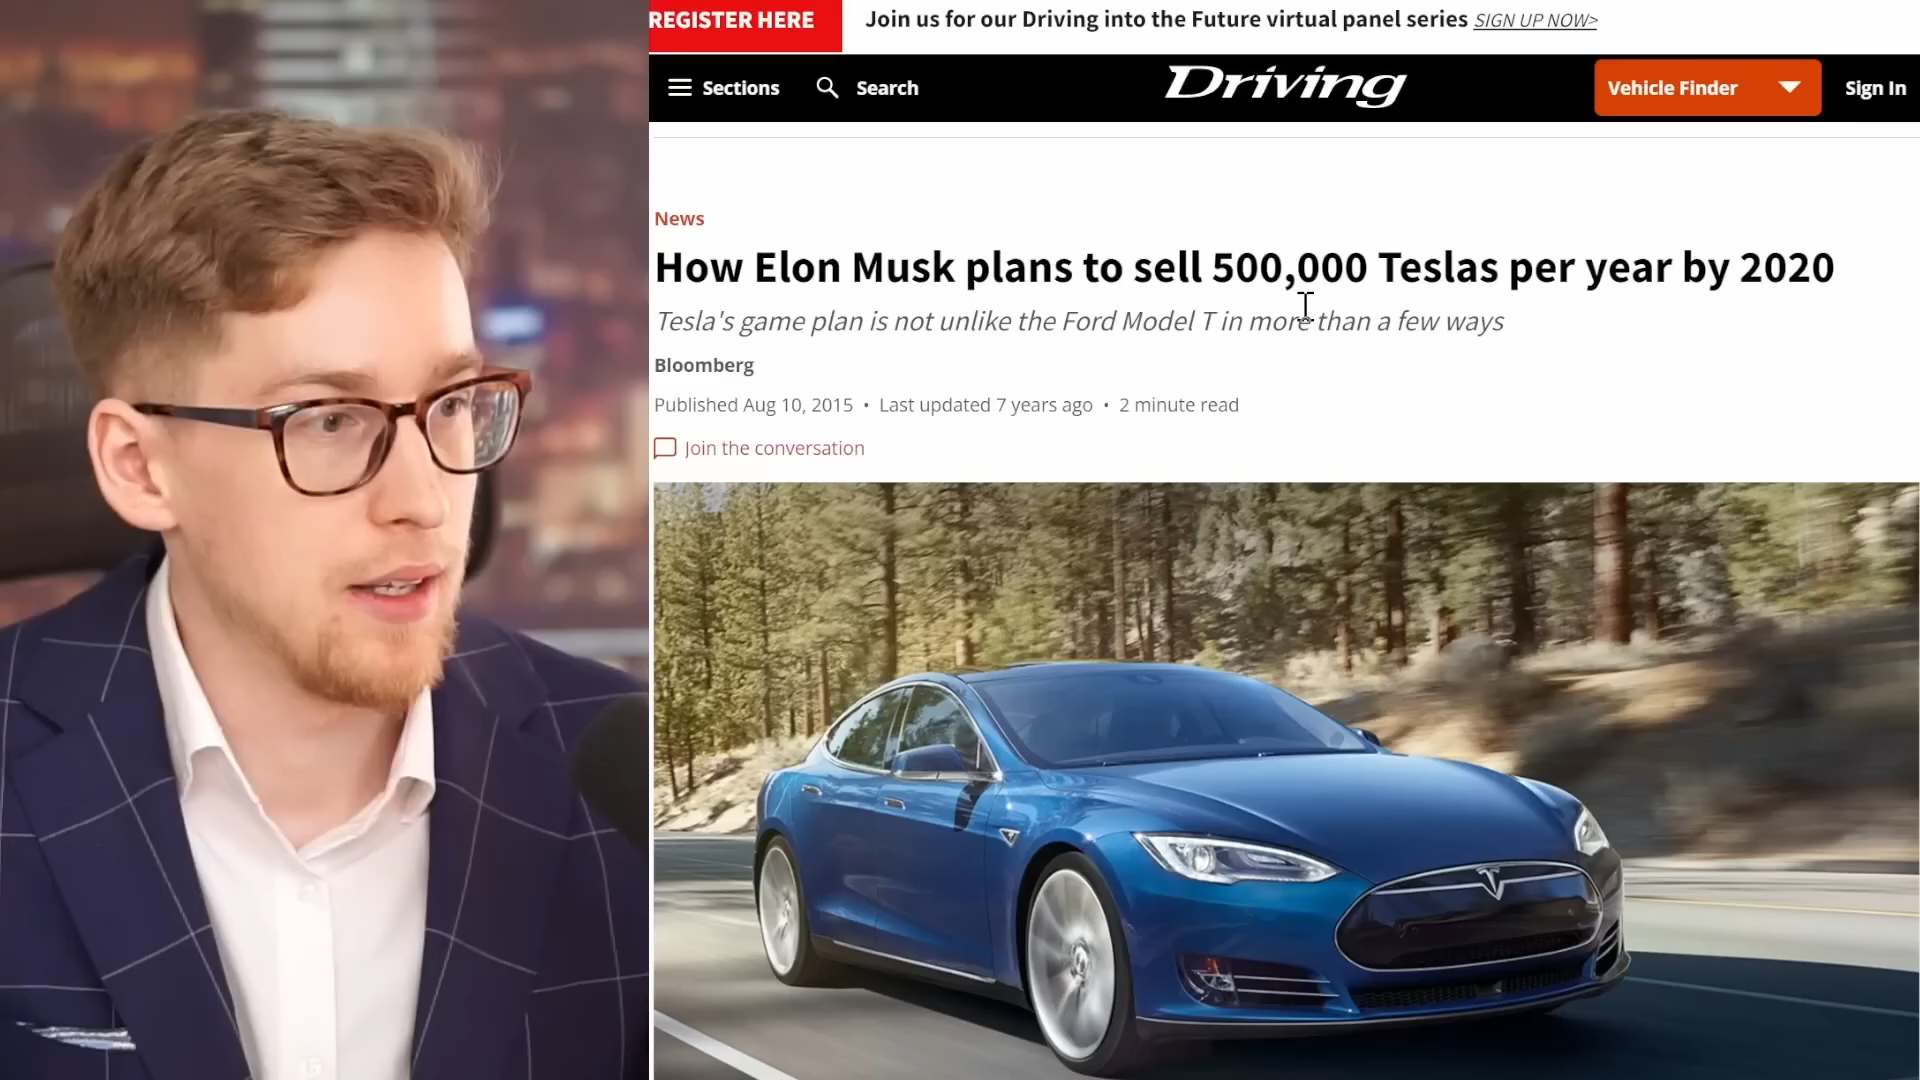 REGISTER HERE
Join us for our Driving into the Future virtual panel series SIGN UP NOW>
Sections
Search
Driving
Vehicle Finder
Sign In
News
How Elon Musk plans to sell 500,000 Teslas per year by 2020
Tesla's game plan is not unlike the Ford Model T in more than a few ways
Bloomberg
Published Aug 10, 2015 • Last updated 7 years ago • 2 minute read
Join the conversation